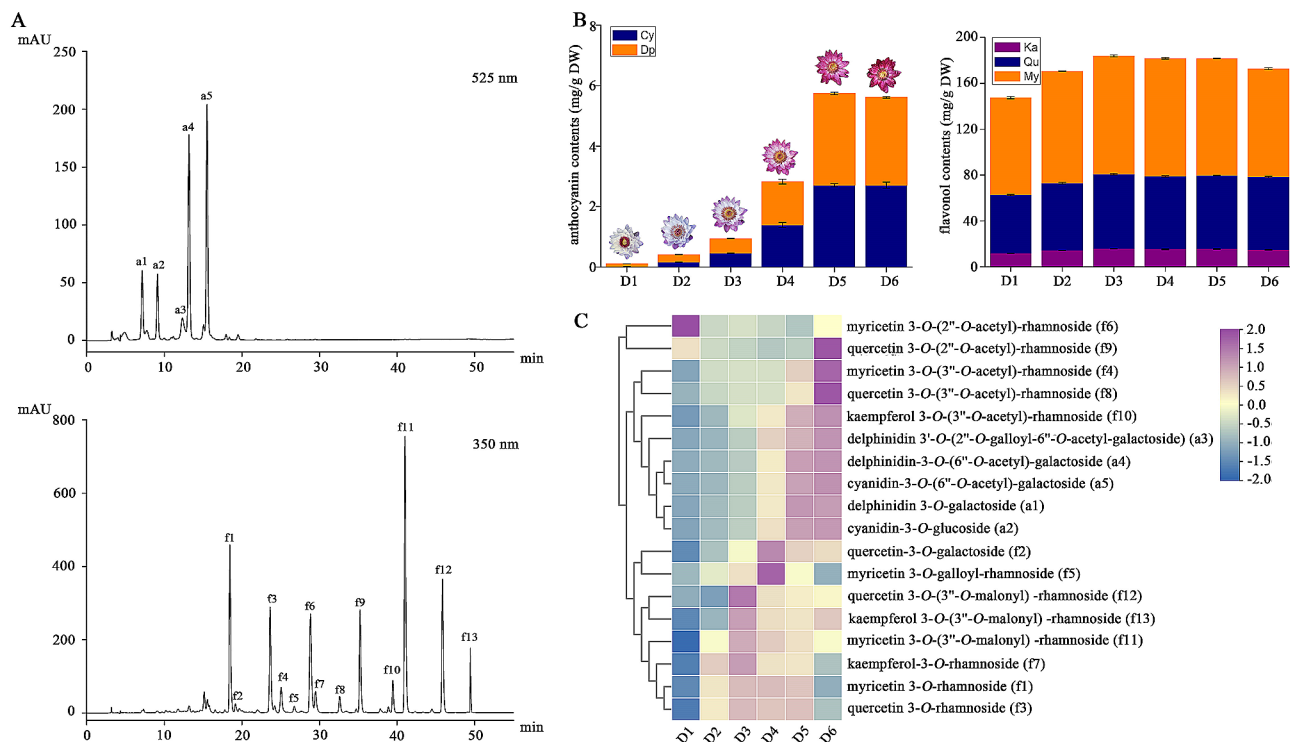 A
mAU
250
200
150
100
50
0
525 nm
a1
a2
a3
a4
a5
0
10
20
30
40
50
min
mAU
800
600
400
200
0
350 nm
f1
f2
f3
f4
f5
f6
f7
f8
f9
f10
f11
f12
f13
0
10
20
30
40
50
min
B
anthocyanin contents (mg/g DW)
8
6
4
2
0
Cy
Dp
D1
D2
D3
D4
D5
D6
flavonol contents (mg/g DW)
200
160
120
80
40
0
Ka
Qu
My
D1
D2
D3
D4
D5
D6
C
myricetin 3-O-(2"-O-acetyl)-rhamnoside (f6)
quercetin 3-O-(2"-O-acetyl)-rhamnoside (f9)
myricetin 3-O-(3"-O-acetyl)-rhamnoside (f4)
quercetin 3-O-(3"-O-acetyl)-rhamnoside (f8)
kaempferol 3-O-(3"-O-acetyl)-rhamnoside (f10)
delphinidin 3'-O-(2"-O-galloyl-6"-O-acetyl-galactoside) (a3)
delphinidin-3-O-(6"-O-acetyl)-galactoside (a4)
cyanidin-3-O-(6"-O-acetyl)-galactoside (a5)
delphinidin 3-O-galactoside (a1)
cyanidin-3-O-glucoside (a2)
quercetin-3-O-galactoside (f2)
myricetin 3-O-galloyl-rhamnoside (f5)
quercetin 3-O-(3"-O-malonyl) -rhamnoside (f12)
kaempferol 3-O-(3"-O-malonyl) -rhamnoside (f13)
myricetin 3-O-(3"-O-malonyl) -rhamnoside (f11)
kaempferol-3-O-rhamnoside (f7)
myricetin 3-O-rhamnoside (f1)
quercetin 3-O-rhamnoside (f3)
D1
D2
D3
D4
D5
D6
2.0
1.5
1.0
0.5
0.0
-0.5
-1.0
-1.5
-2.0